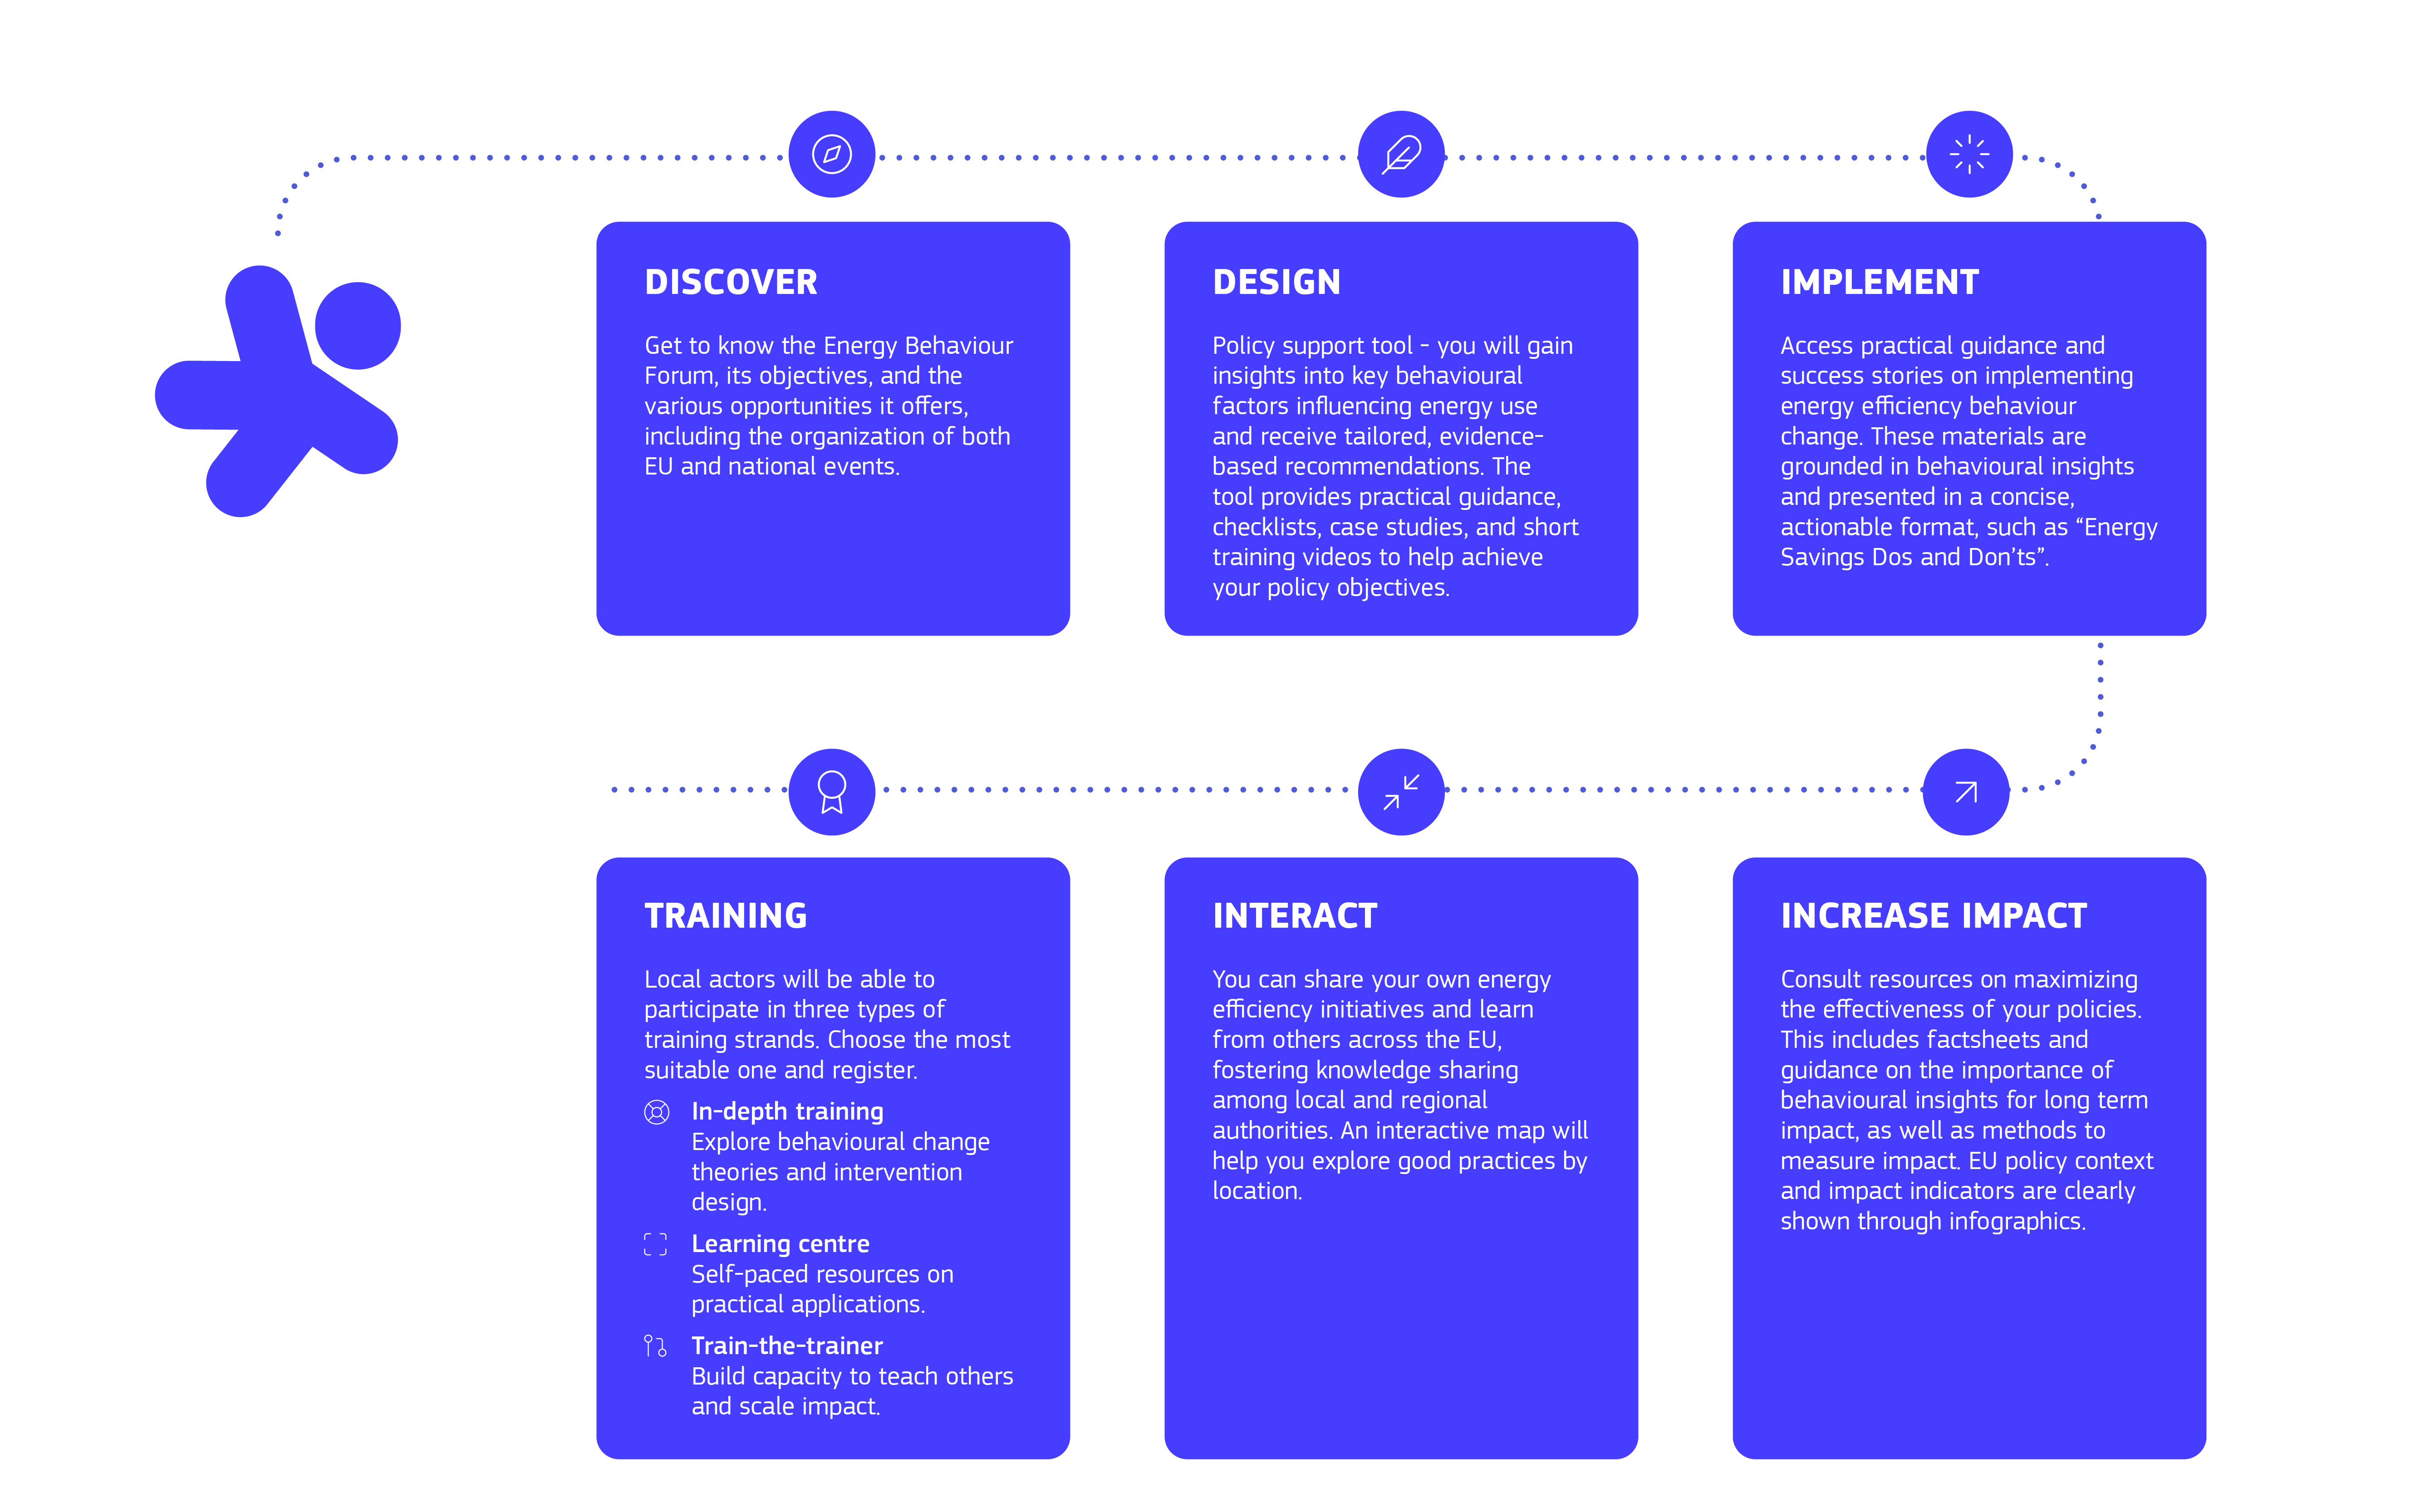 DISCOVER
Get to know the Energy Behaviour
Forum, its objectives, and the
various opportunities it offers,
including the organization of both
EU and national events.
DESIGN
Policy support tool - you will gain
insights into key behavioural
factors influencing energy use
and receive tailored, evidence-
based recommendations. The
tool provides practical guidance,
checklists, case studies, and short
training videos to help achieve
your policy objectives.
IMPLEMENT
Access practical guidance and
success stories on implementing
energy efficiency behaviour
change. These materials are
grounded in behavioural insights
and presented in a concise,
actionable format, such as “Energy
Savings Dos and Don’ts”.
TRAINING
Local actors will be able to
participate in three types of
training strands. Choose the most
suitable one and register.
In-depth training
Explore behavioural change
theories and intervention
design.
Learning centre
Self-paced resources on
practical applications.
Train-the-trainer
Build capacity to teach others
and scale impact.
INTERACT
You can share your own energy
efficiency initiatives and learn
from others across the EU,
fostering knowledge sharing
among local and regional
authorities. An interactive map will
help you explore good practices by
location.
INCREASE IMPACT
Consult resources on maximizing
the effectiveness of your policies.
This includes factsheets and
guidance on the importance of
behavioural insights for long term
impact, as well as methods to
measure impact. EU policy context
and impact indicators are clearly
shown through infographics.